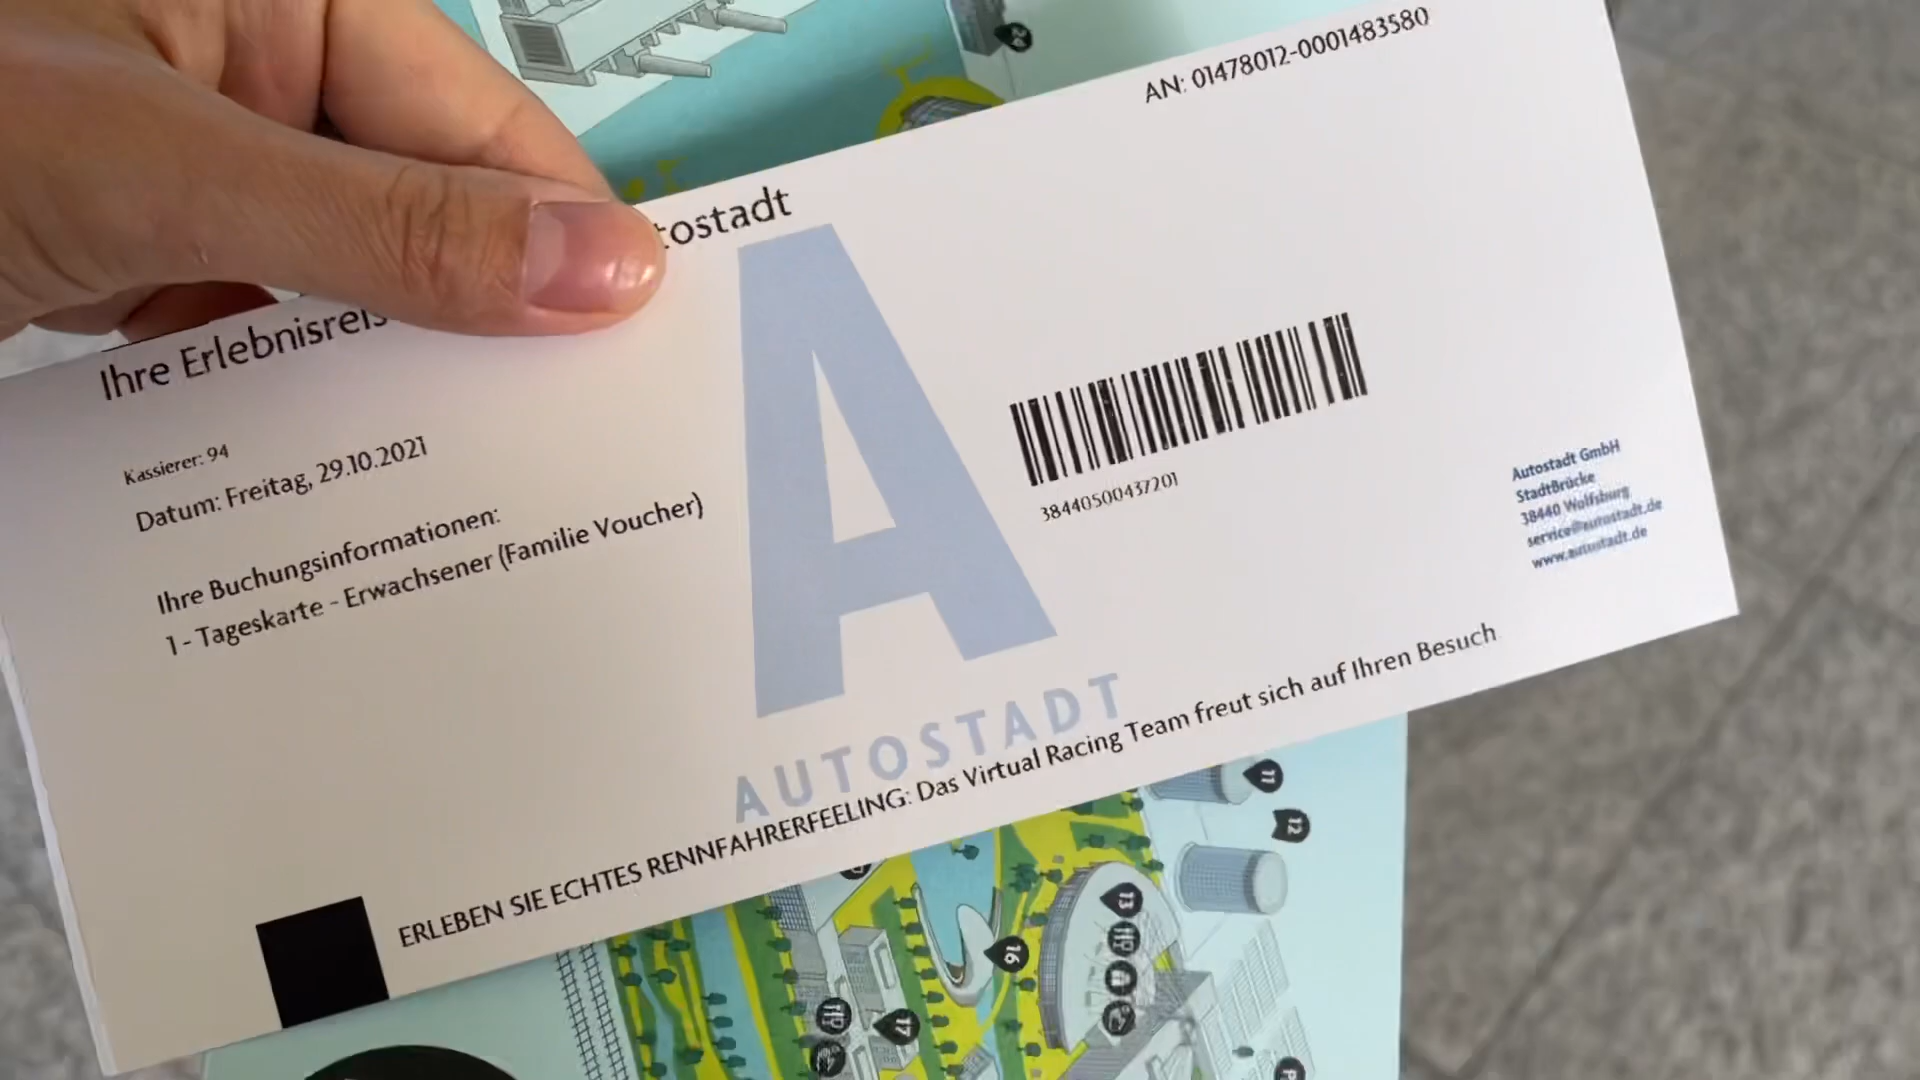 AN: 01478012-0001483580
Ihre Erlebnisreis tostadt
Kassierer: 94
Datum: Freitag, 29.10.2021
Ihre Buchungsinformationen:
1 - Tageskarte - Erwachsener (Familie Voucher)
38440500437201
Autostadt GmbH
StadtBrücke
38440 Wolfsburg
service@autostadt.de
www.autostadt.de
A
AUTOSTADT
ERLEBEN SIE ECHTES RENNFAHRERFEELING: Das Virtual Racing Team freut sich auf Ihren Besuch
11
12
13
16
17